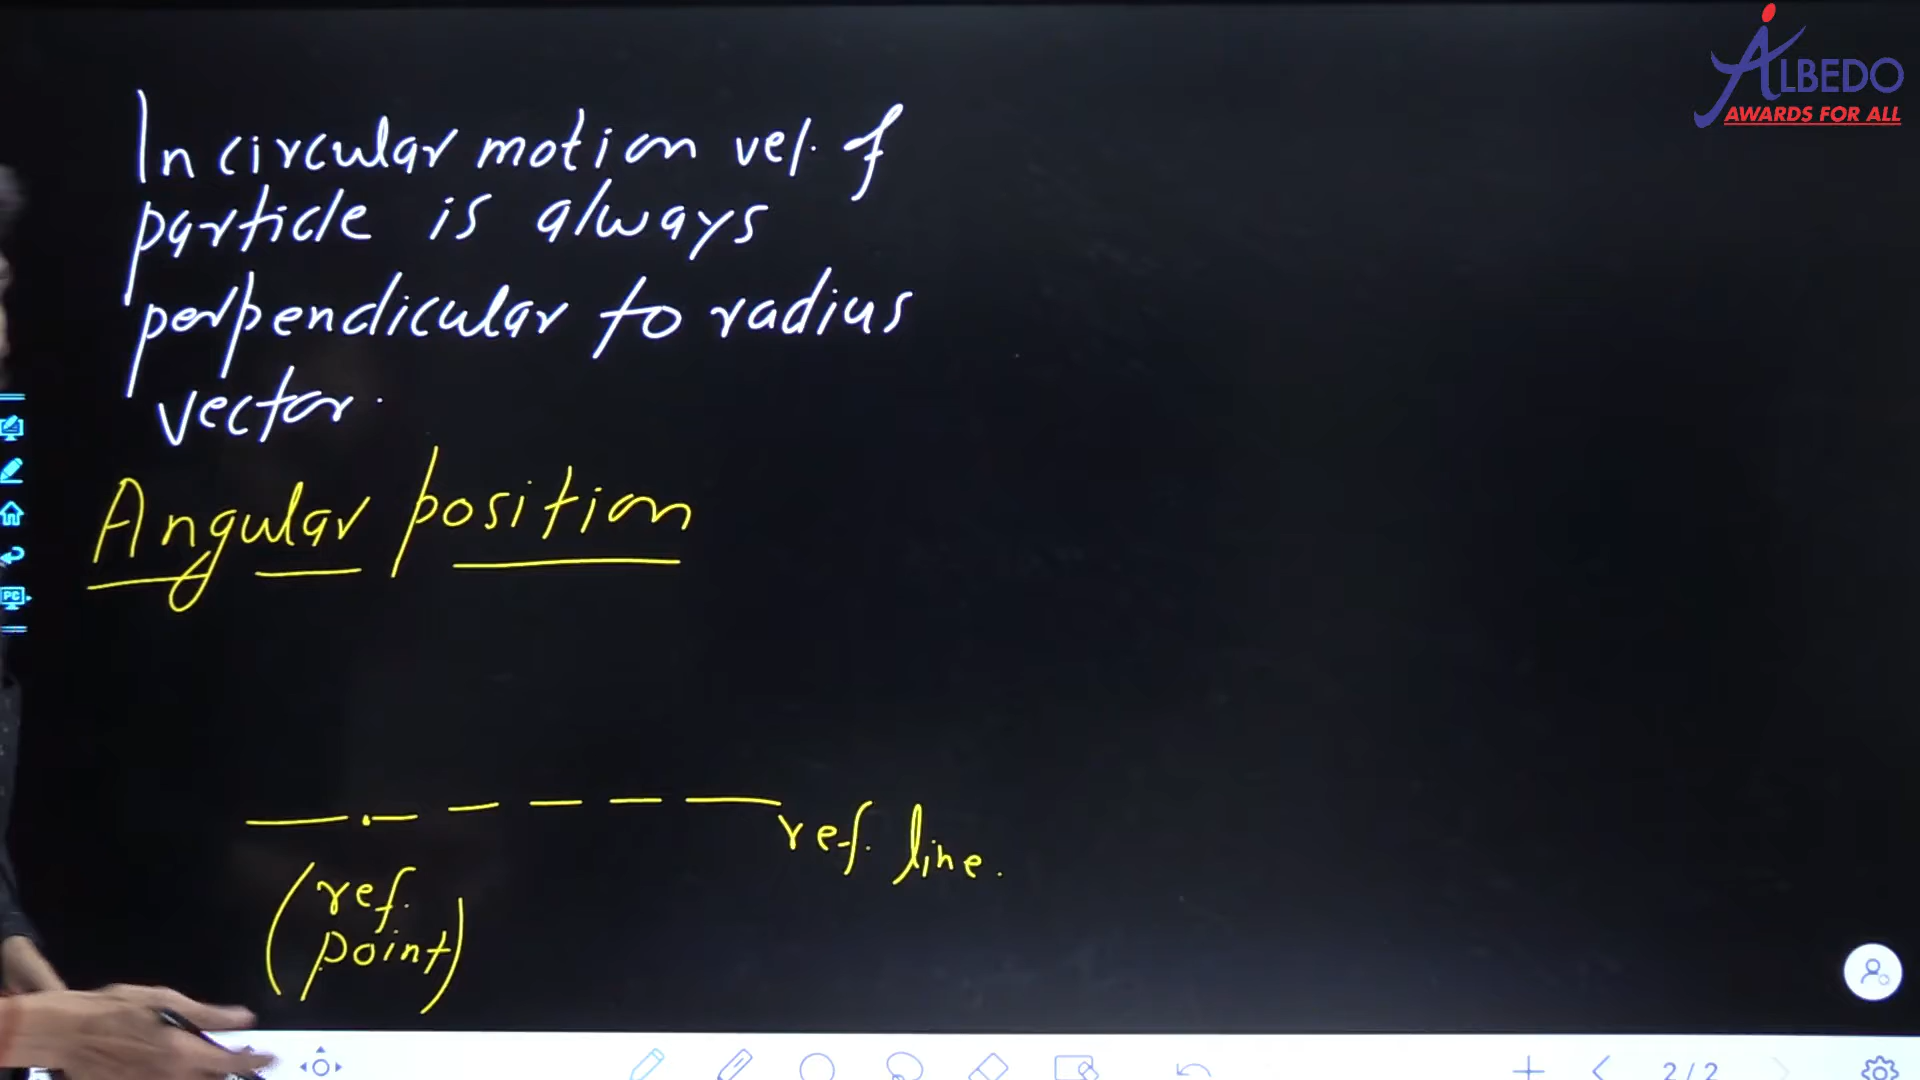 ALBEDO
AWARDS FOR ALL
In circular motion vel. of
particle is always
perpendicular to radius
vector.
Angular position
ref. line.
(ref.
point)
PC
2/2